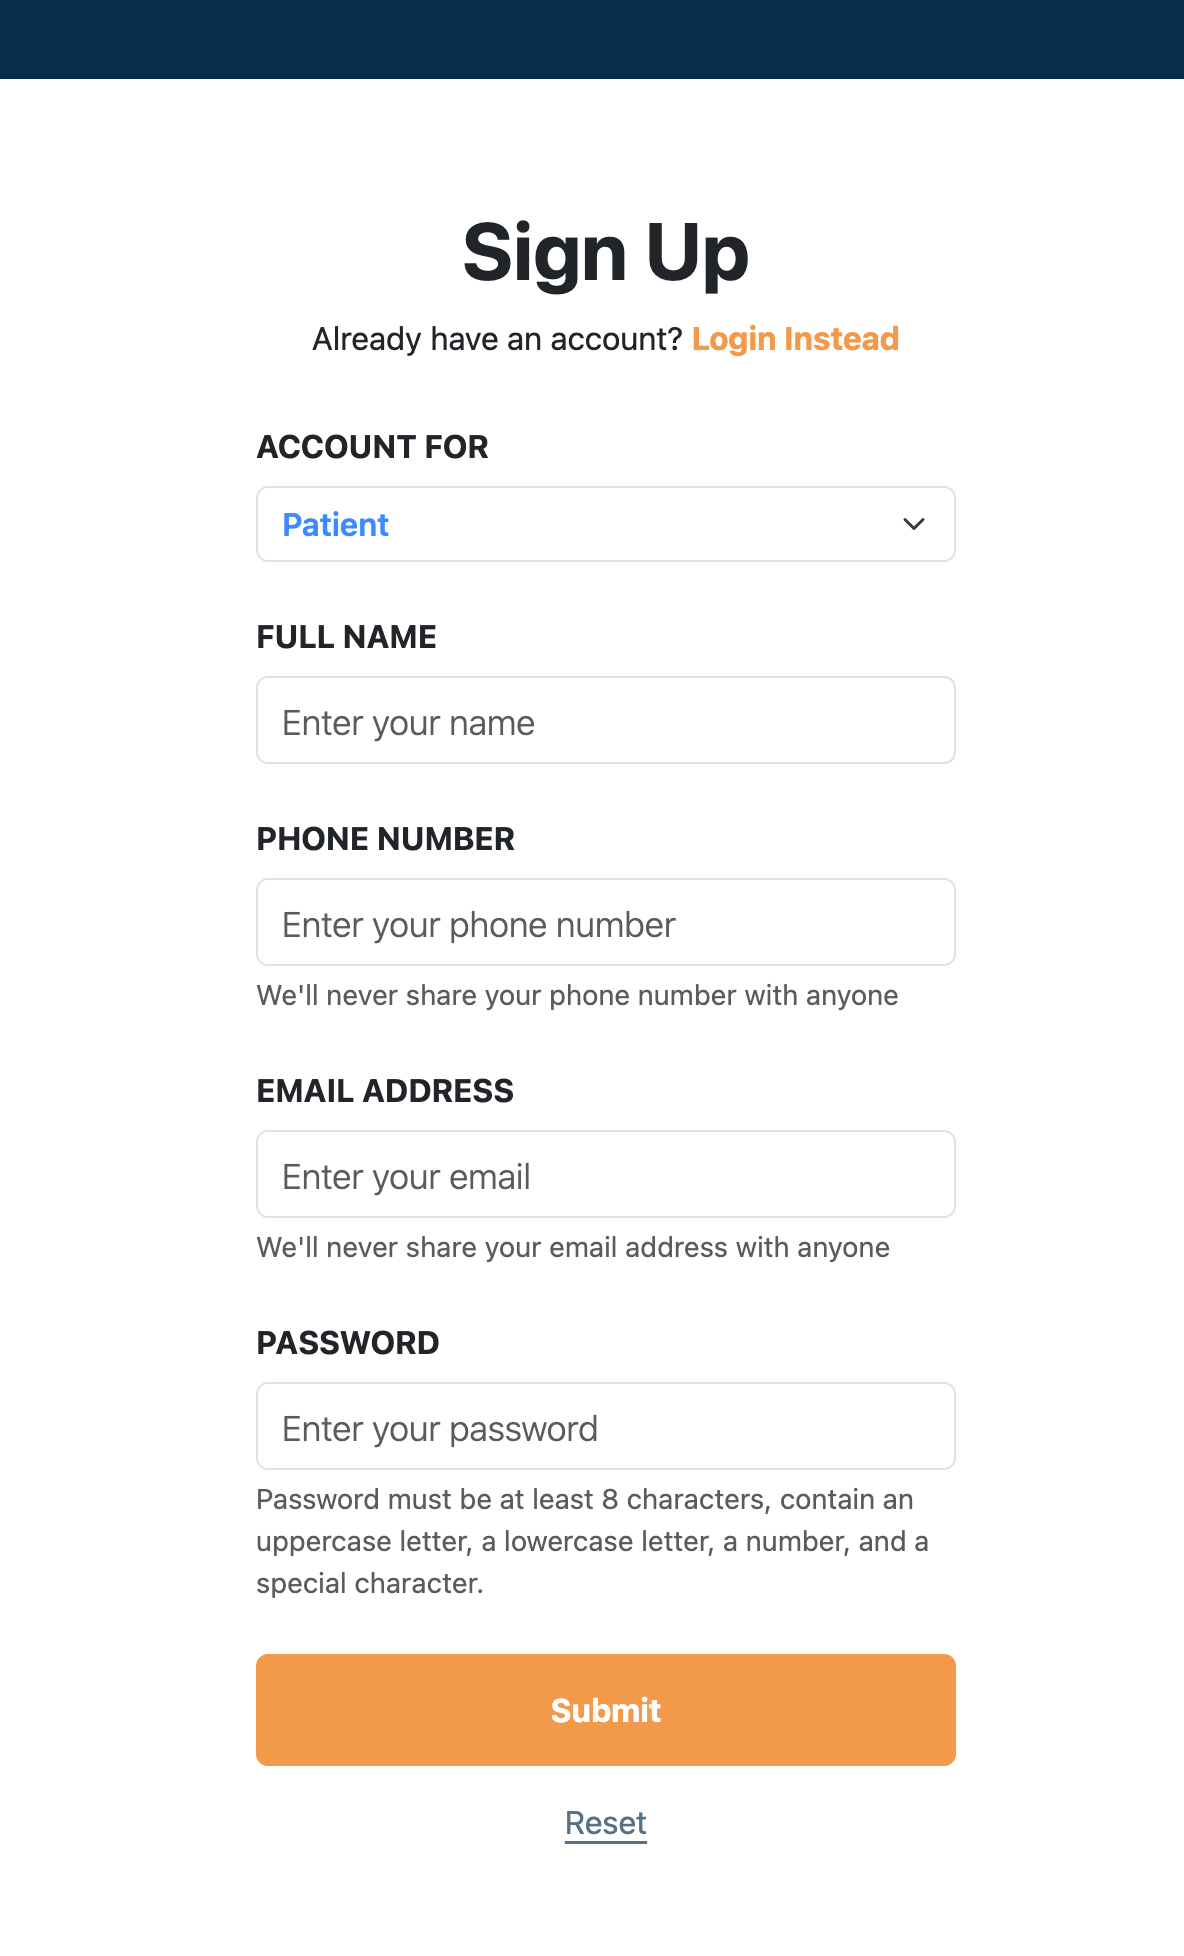 Sign Up
Already have an account? Login Instead
ACCOUNT FOR
Patient
FULL NAME
Enter your name
PHONE NUMBER
Enter your phone number
We'll never share your phone number with anyone
EMAIL ADDRESS
Enter your email
We'll never share your email address with anyone
PASSWORD
Enter your password
Password must be at least 8 characters, contain an
uppercase letter, a lowercase letter, a number, and a
special character.
Submit
Reset